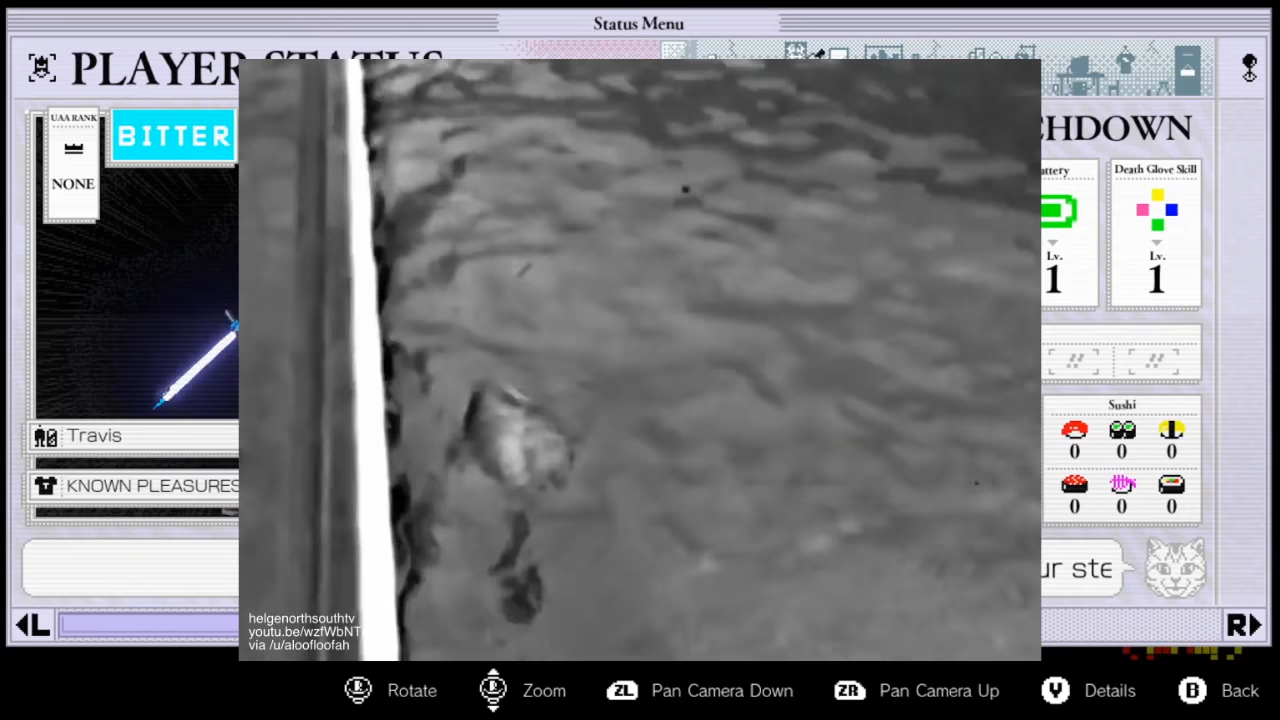 Status Menu
PLAYER STATUS
UAA RANK
NONE
BITTER
Travis
KNOWN PLEASURES
CHDOWN
attery
Lv.
1
Death Glove Skill
Lv.
1
Sushi
0 0 0
0 0 0
ur ste
L
R
helgenorthsouthtv
youtu.be/wzfWbNT
via /u/aloofloofah
Rotate
Zoom
ZL Pan Camera Down
ZR Pan Camera Up
Y Details
B Back